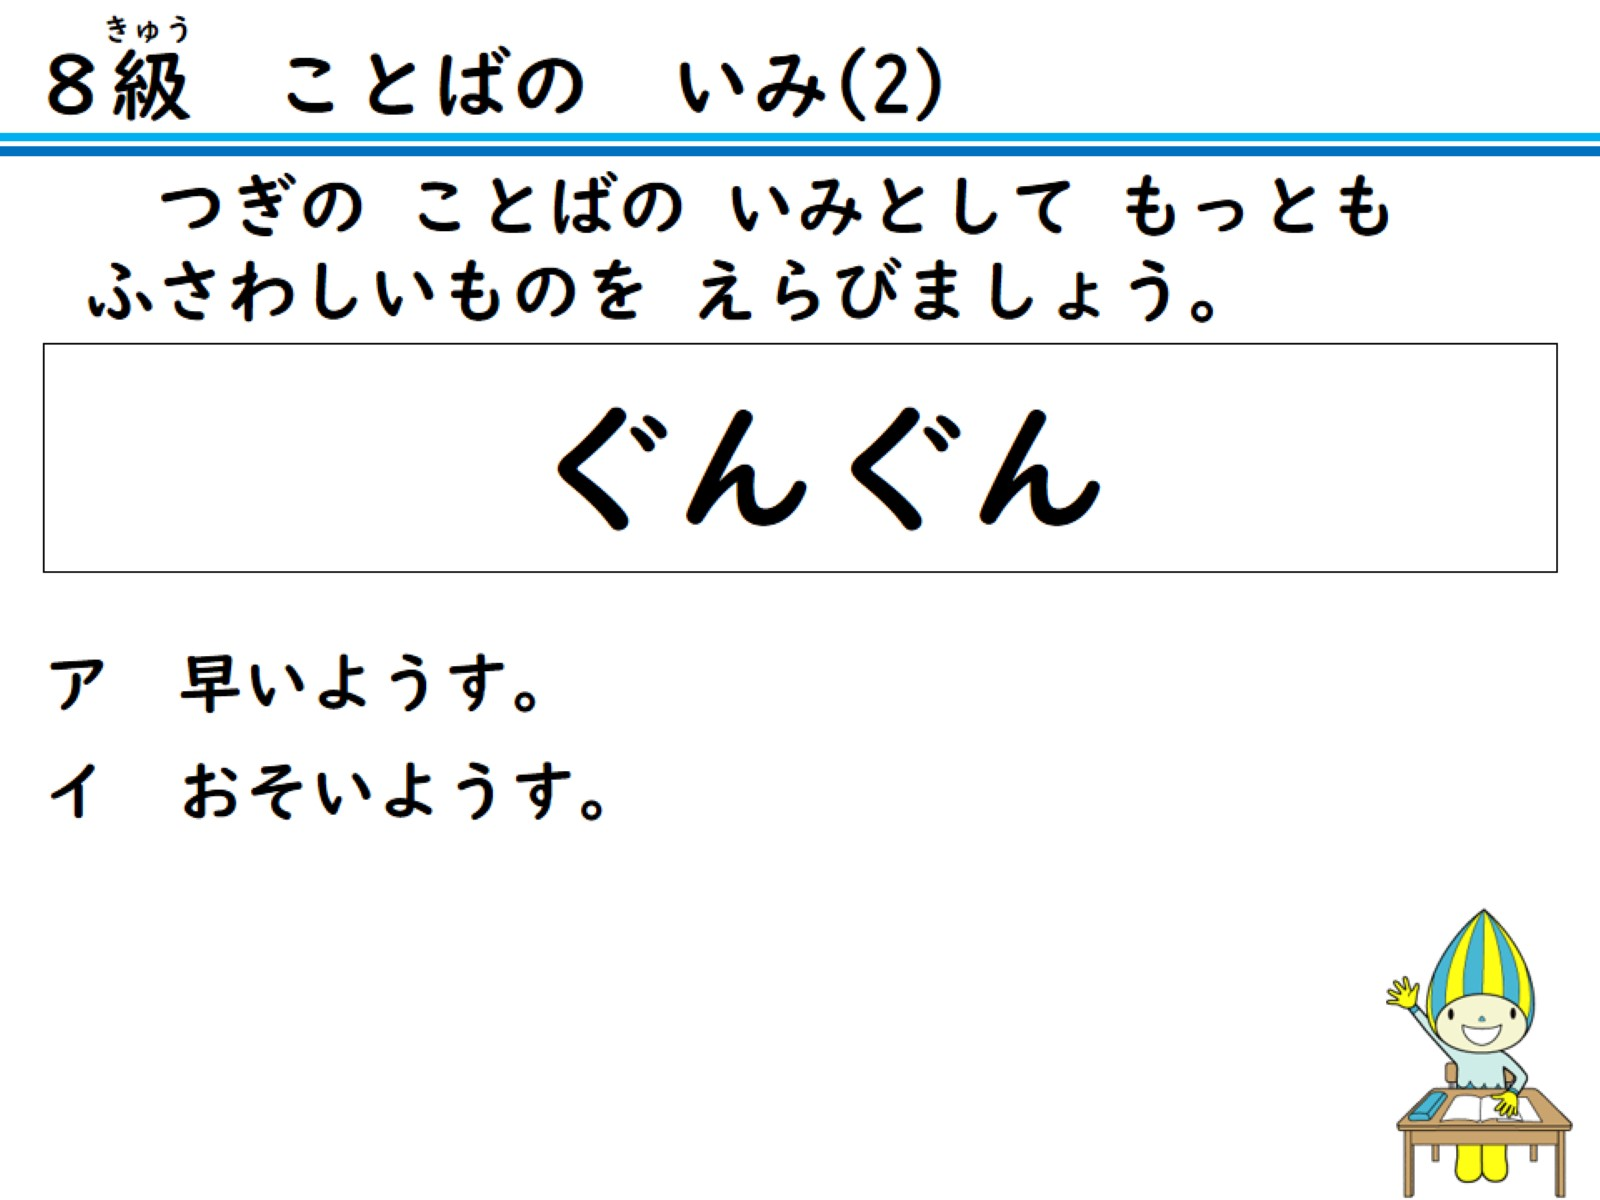 きゅう
８級　ことばの　いみ(2)
つぎの ことばの いみとして もっとも
ふさわしいものを えらびましょう。
ぐんぐん
ア　早いようす。
イ　おそいようす。